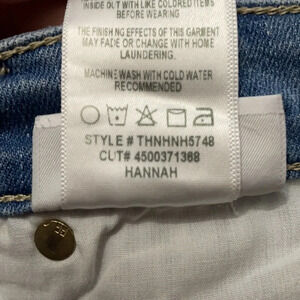 INSIDE OUT WITH LIKE COLORED ITEMS
BEFORE WEARING
THE FINISHING EFFECTS OF THIS GARMENT
MAY FADE OR CHANGE WITH HOME
LAUNDERING.
MACHINE WASH WITH COLD WATER
RECOMMENDED
STYLE # THNHNH5748
CUT# 4500371368
HANNAH